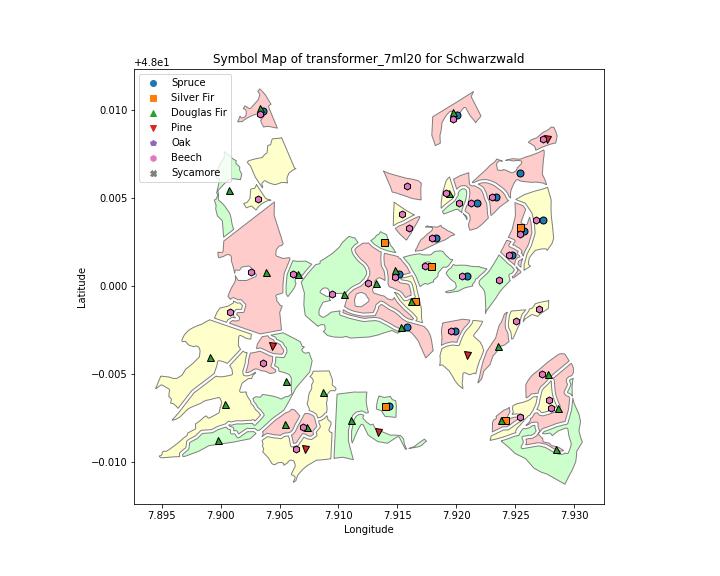 Symbol Map of transformer_7ml20 for Schwarzwald
+4.8e1
Spruce
Silver Fir
Douglas Fir
Pine
Oak
Beech
Sycamore
0.010
0.005
0.000
−0.005
−0.010
Latitude
7.895 7.900 7.905 7.910 7.915 7.920 7.925 7.930
Longitude